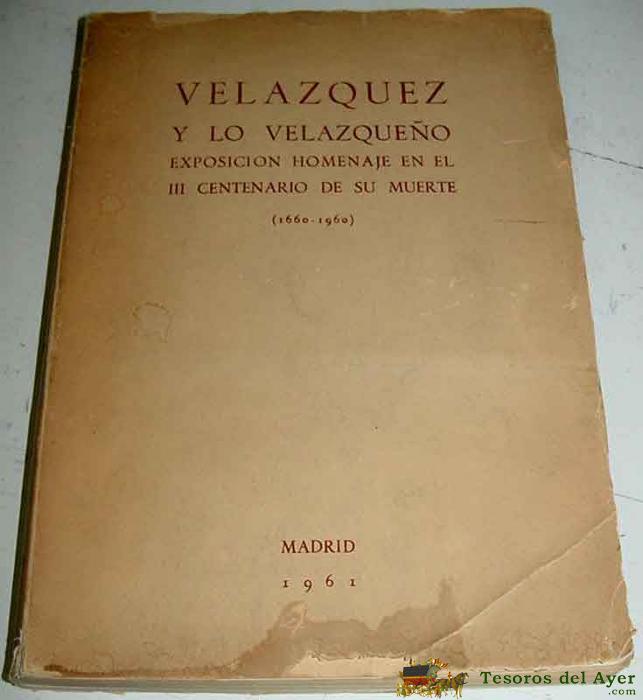 VELAZQUEZ
Y LO VELAZQUEÑO
EXPOSICION HOMENAJE EN EL
III CENTENARIO DE SU MUERTE
(1660-1960)
MADRID
1961
Tesoros del Ayer
.com